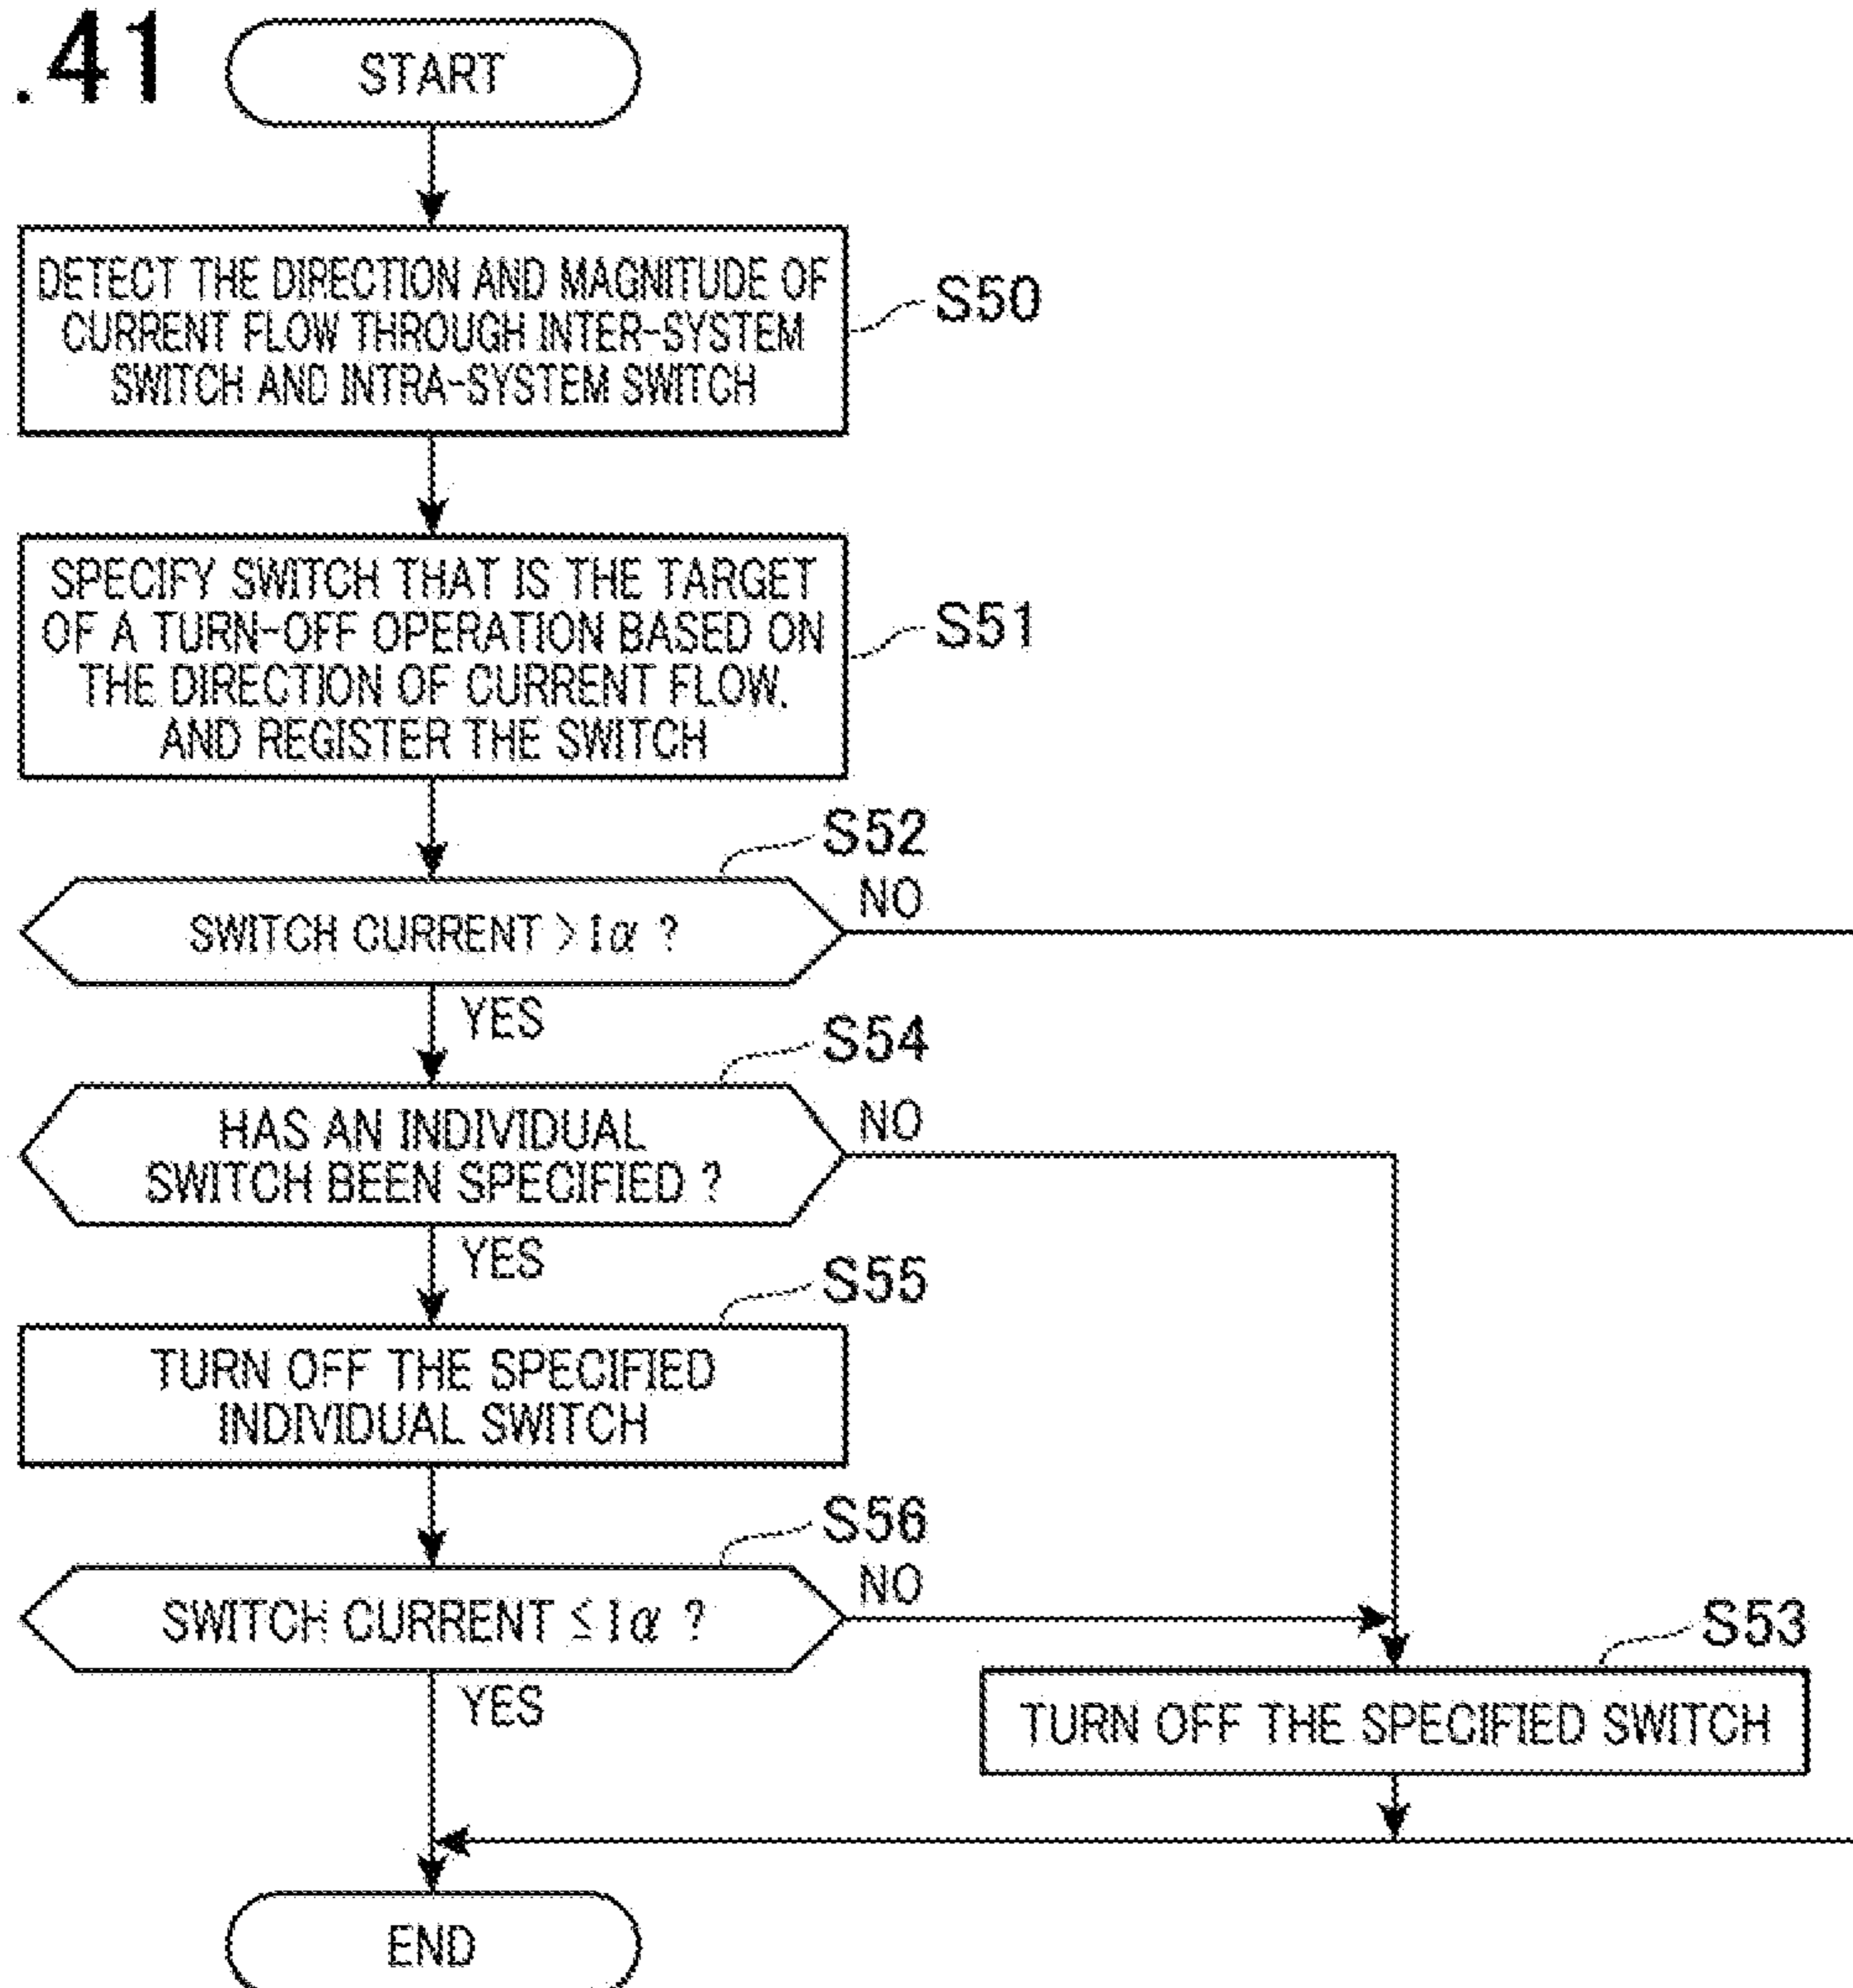 .41
START
DETECT THE DIRECTION AND MAGNITUDE OF
CURRENT FLOW THROUGH INTER-SYSTEM
SWITCH AND INTRA-SYSTEM SWITCH
S50
SPECIFY SWITCH THAT IS THE TARGET
OF A TURN-OFF OPERATION BASED ON
THE DIRECTION OF CURRENT FLOW,
AND REGISTER THE SWITCH
S51
S52
SWITCH CURRENT > Iα ?
NO
YES
S54
HAS AN INDIVIDUAL
SWITCH BEEN SPECIFIED ?
NO
YES
S55
TURN OFF THE SPECIFIED
INDIVIDUAL SWITCH
S56
SWITCH CURRENT ≦ Iα ?
NO
YES
S53
TURN OFF THE SPECIFIED SWITCH
END